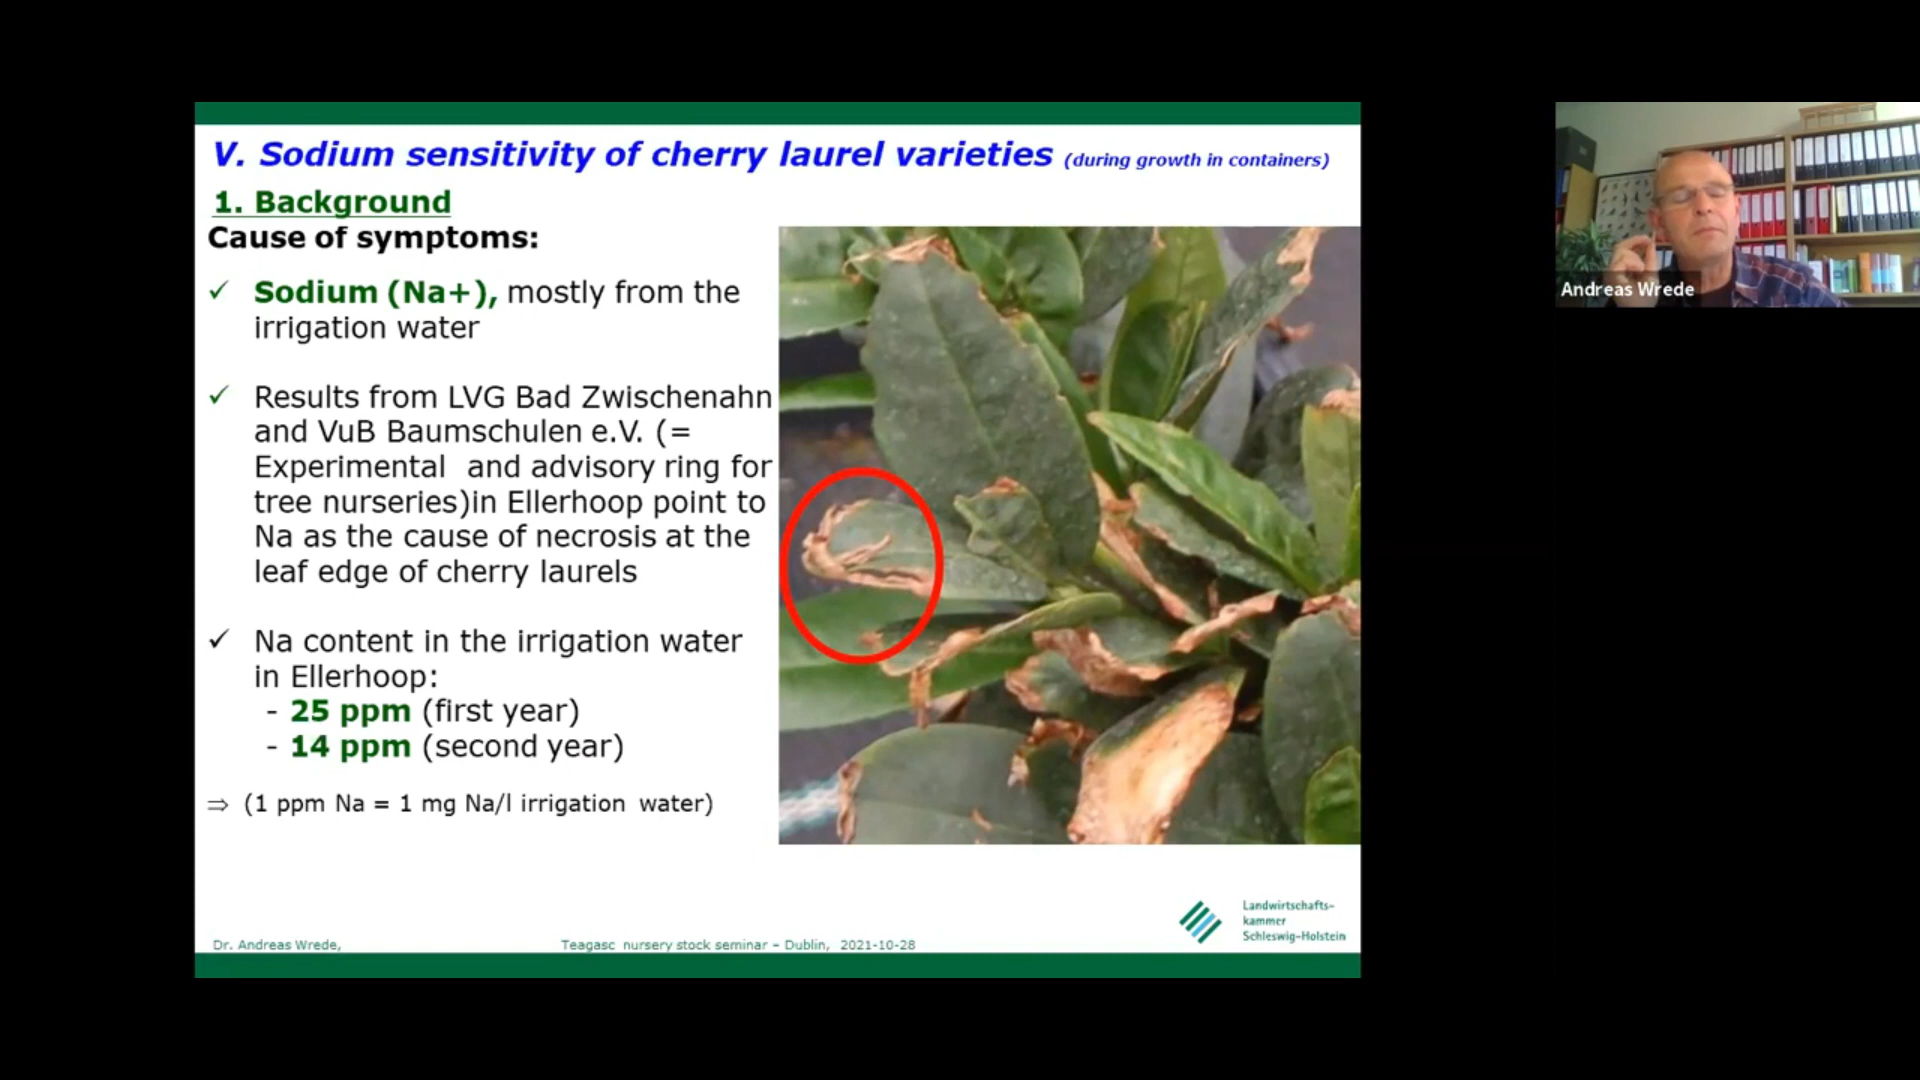 V. Sodium sensitivity of cherry laurel varieties (during growth in containers)
1. Background
Cause of symptoms:
✓ Sodium (Na+), mostly from the
irrigation water
✓ Results from LVG Bad Zwischenahn
and VuB Baumschulen e.V. (=
Experimental and advisory ring for
tree nurseries)in Ellerhoop point to
Na as the cause of necrosis at the
leaf edge of cherry laurels
✓ Na content in the irrigation water
in Ellerhoop:
- 25 ppm (first year)
- 14 ppm (second year)
⇒ (1 ppm Na = 1 mg Na/l irrigation water)
Landwirtschafts-
kammer
Schleswig-Holstein
Dr. Andreas Wrede,
Teagasc nursery stock seminar – Dublin, 2021-10-28
Andreas Wrede